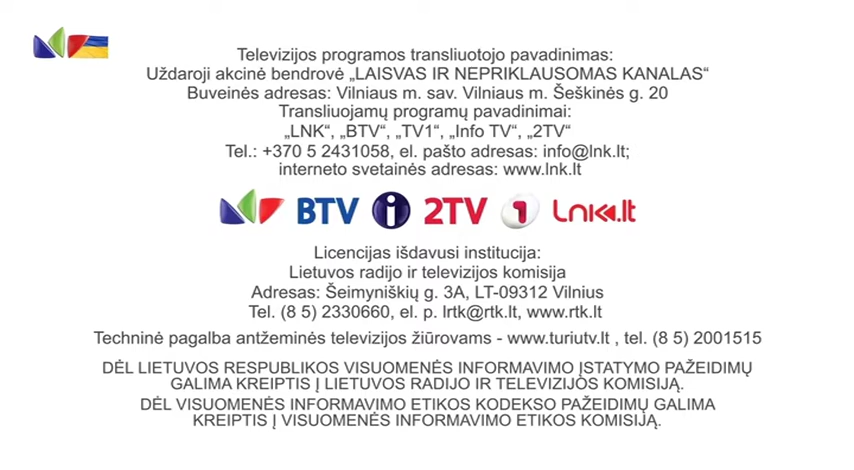 Televizijos programos transliuotojo pavadinimas:
Uždaroji akcinė bendrovė „LAISVAS IR NEPRIKLAUSOMAS KANALAS“
Buveinės adresas: Vilniaus m. sav. Vilniaus m. Šeškinės g. 20
Transliuojamų programų pavadinimai:
„LNK“, „BTV“, „TV1“, „Info TV“, „2TV“
Tel.: +370 5 2431058, el. pašto adresas: info@lnk.lt;
interneto svetainės adresas: www.lnk.lt
BTV i 2TV 1 Lnk.lt
Licencijas išdavusi institucija:
Lietuvos radijo ir televizijos komisija
Adresas: Šeimyniškių g. 3A, LT-09312 Vilnius
Tel. (8 5) 2330660, el. p. lrtk@rtk.lt, www.rtk.lt
Techninė pagalba antžeminės televizijos žiūrovams - www.turiutv.lt , tel. (8 5) 2001515
DĖL LIETUVOS RESPUBLIKOS VISUOMENĖS INFORMAVIMO ĮSTATYMO PAŽEIDIMŲ
GALIMA KREIPTIS Į LIETUVOS RADIJO IR TELEVIZIJOS KOMISIJĄ.
DĖL VISUOMENĖS INFORMAVIMO ETIKOS KODEKSO PAŽEIDIMŲ GALIMA
KREIPTIS Į VISUOMENĖS INFORMAVIMO ETIKOS KOMISIJĄ.